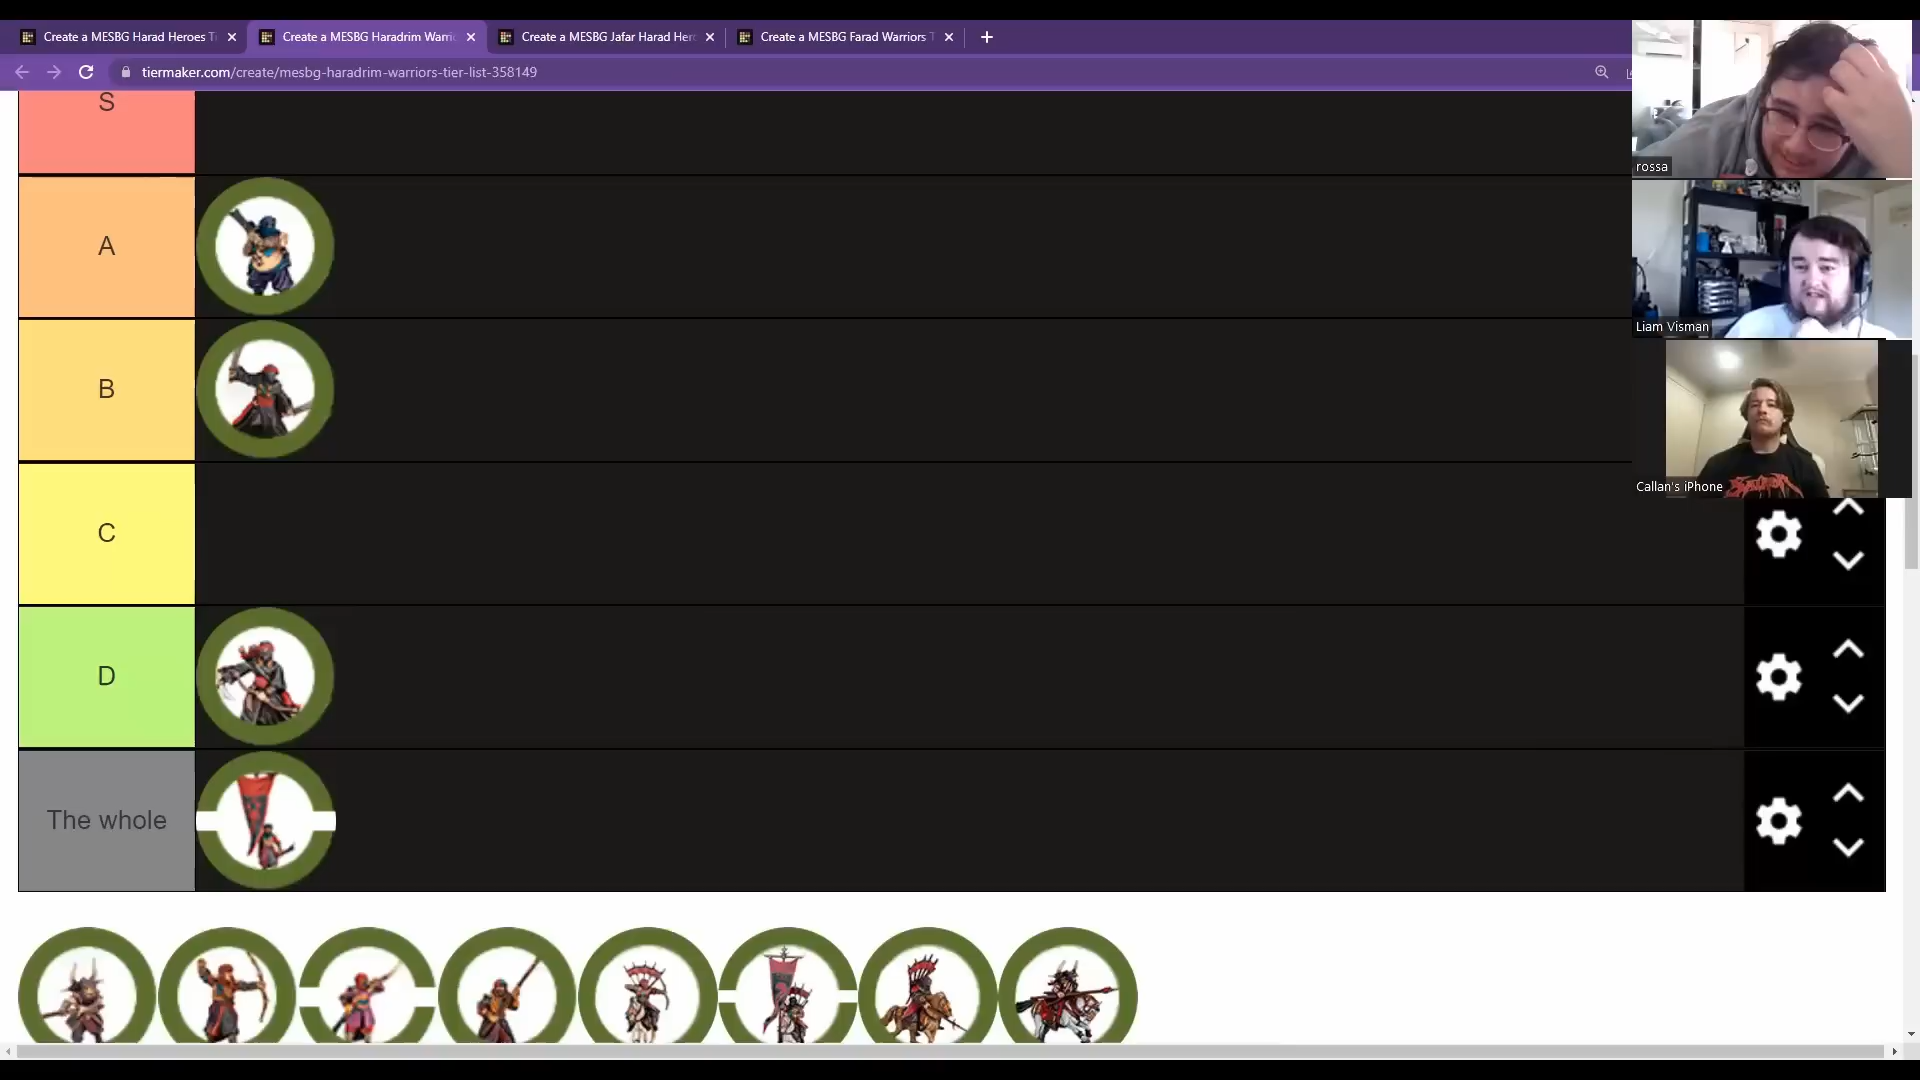 Create a MESBG Harad Heroes T
Create a MESBG Haradrim Warri
Create a MESBG Jafar Harad Her
Create a MESBG Farad Warriors T
tiermaker.com/create/mesbg-haradrim-warriors-tier-list-358149
rossa
Liam Visman
Callan's iPhone
S
A
B
C
D
The whole